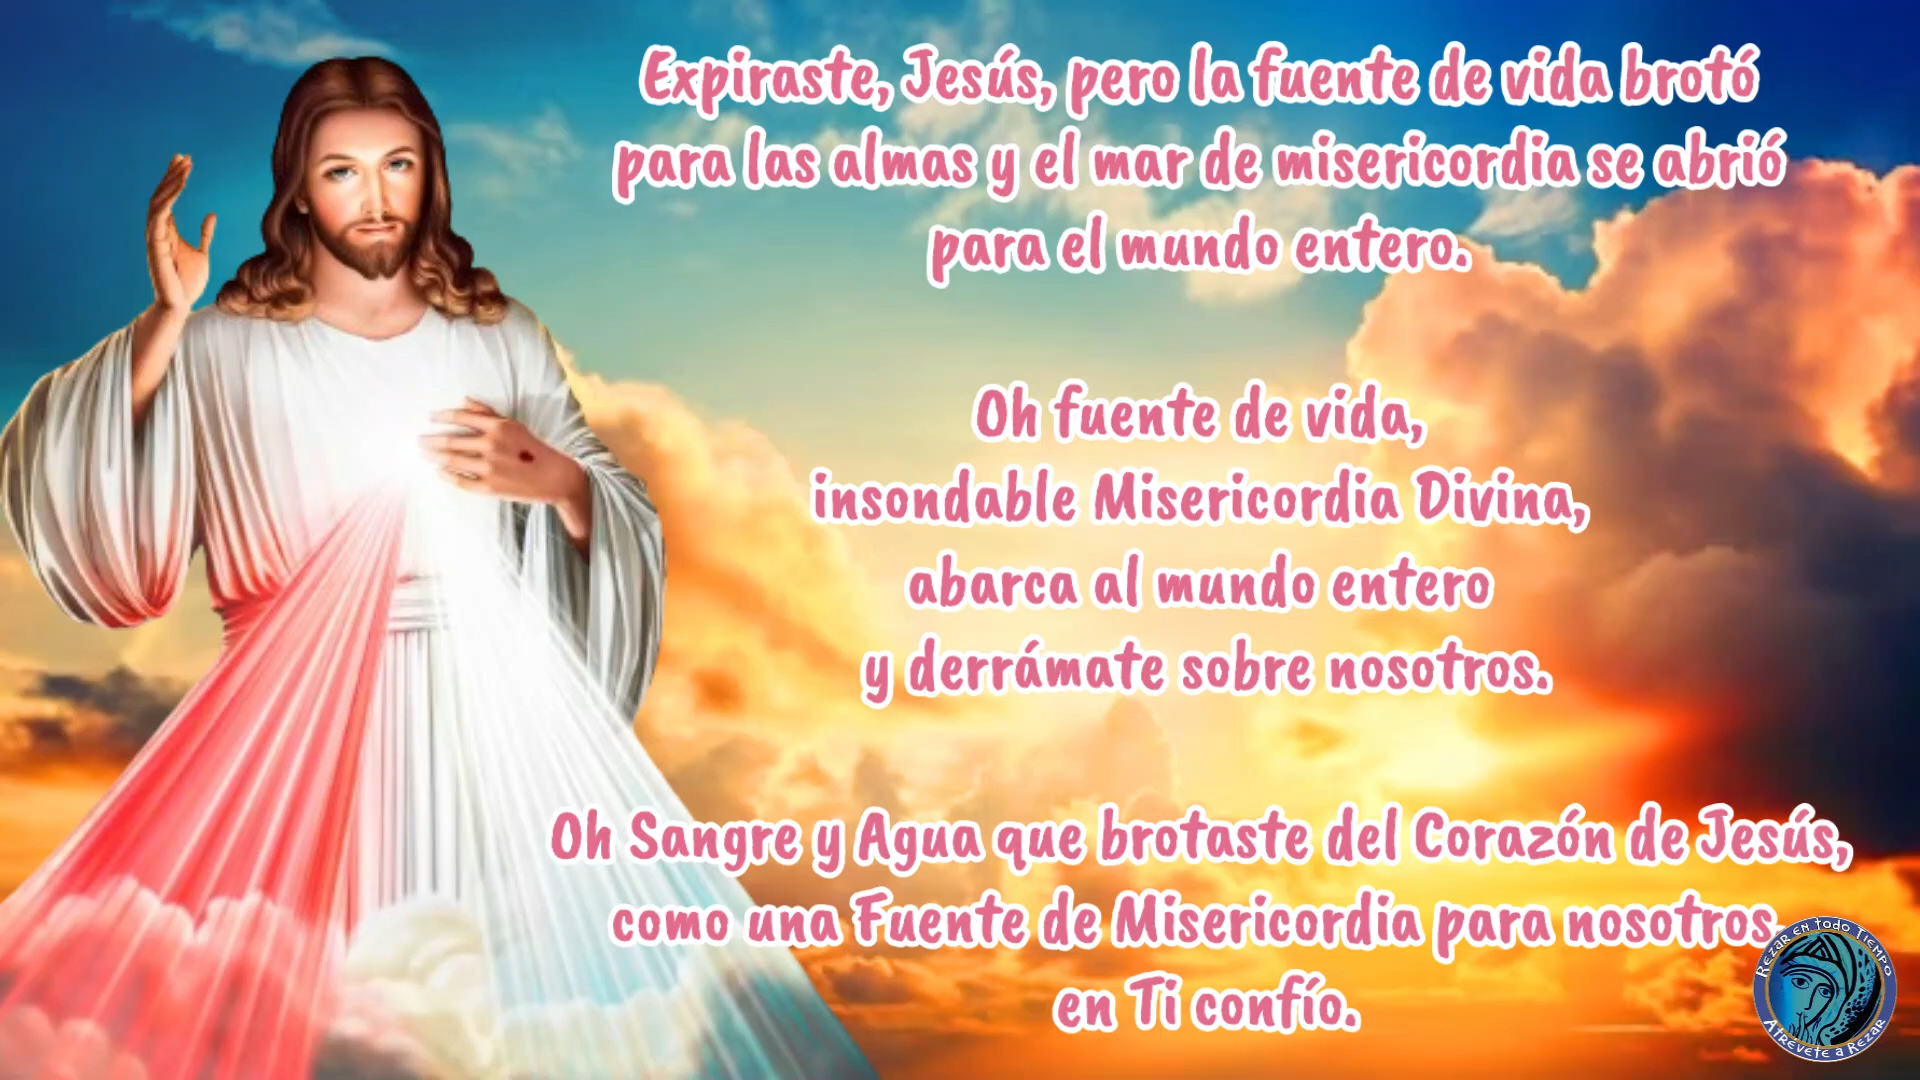 Expiraste, Jesús, pero la fuente de vida brotó
para las almas y el mar de misericordia se abrió
para el mundo entero.
Oh fuente de vida,
insondable Misericordia Divina,
abarca al mundo entero
y derrámate sobre nosotros.
Oh Sangre y Agua que brotaste del Corazón de Jesús,
como una Fuente de Misericordia para nosotros,
en Ti confío.
Rezar en Todo Tiempo
Atrévete a Rezar